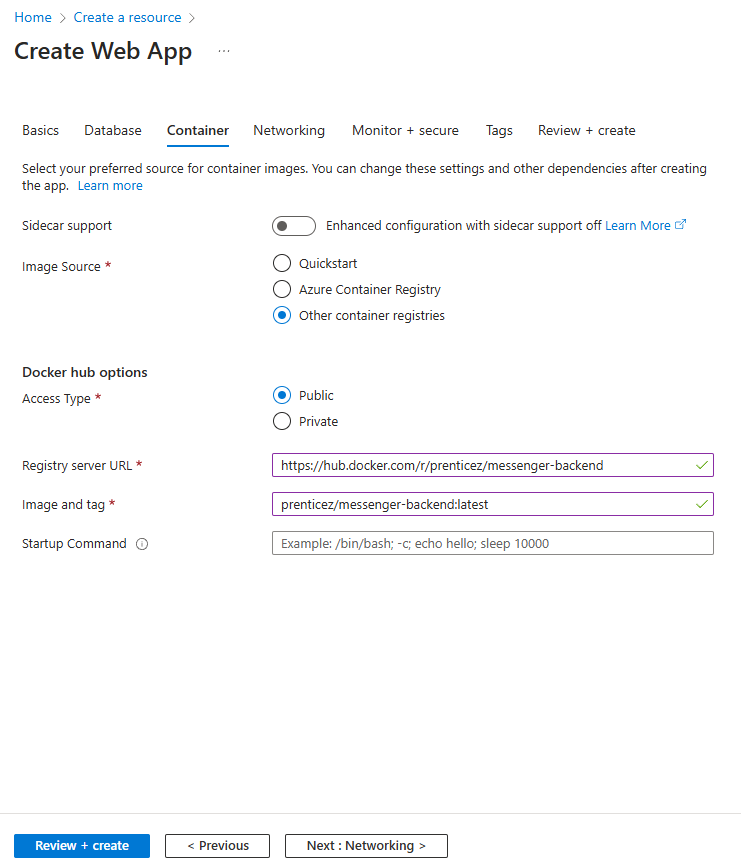 Home > Create a resource >
Create Web App ...
Basics Database Container Networking Monitor + secure Tags Review + create
Select your preferred source for container images. You can change these settings and other dependencies after creating
the app. Learn more
Sidecar support Enhanced configuration with sidecar support off Learn More
Image Source * Quickstart
Azure Container Registry
Other container registries
Docker hub options
Access Type * Public
Private
Registry server URL * https://hub.docker.com/r/prenticez/messenger-backend
Image and tag * prenticez/messenger-backend:latest
Startup Command Example: /bin/bash; -c; echo hello; sleep 10000
Review + create < Previous Next : Networking >